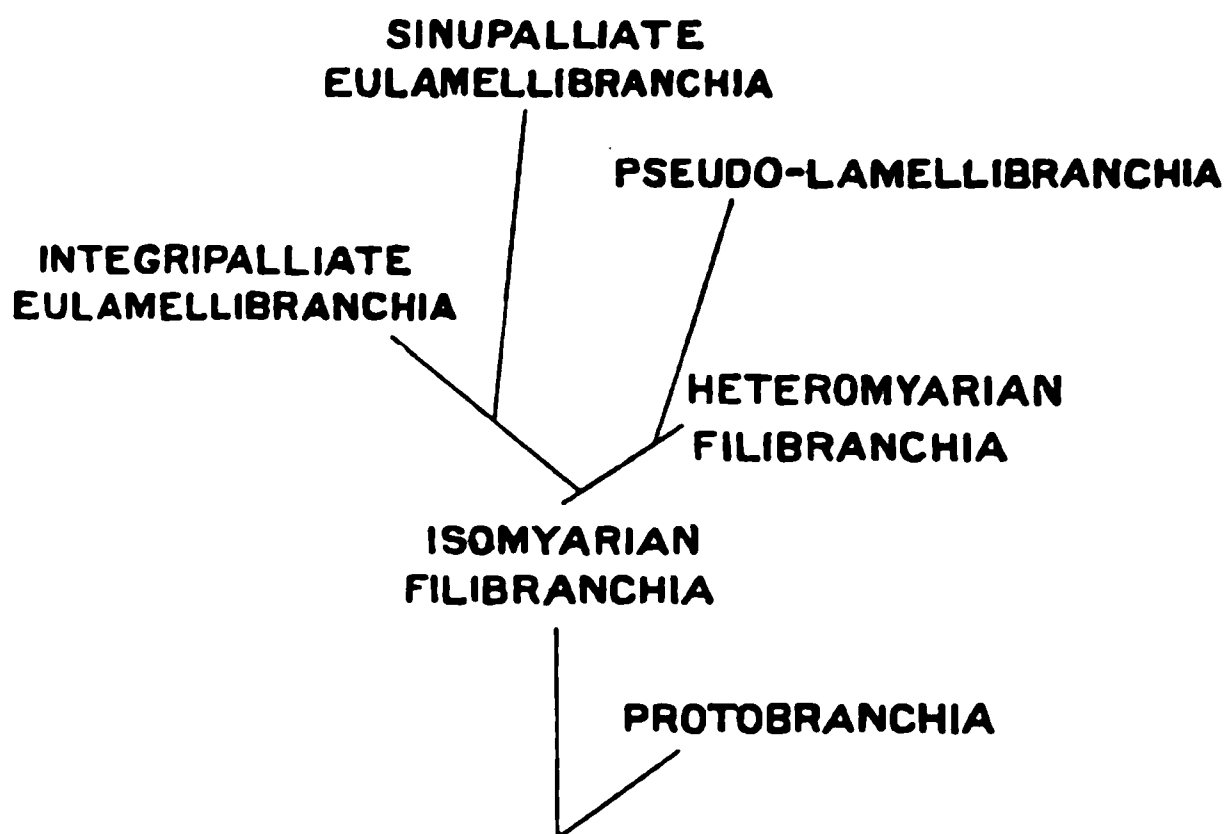 SINUPALLIATE
EULAMELLIBRANCHIA
PSEUDO-LAMELLIBRANCHIA
INTEGRIPALLIATE
EULAMELLIBRANCHIA
HETEROMYARIAN
FILIBRANCHIA
ISOMYARIAN
FILIBRANCHIA
PROTOBRANCHIA